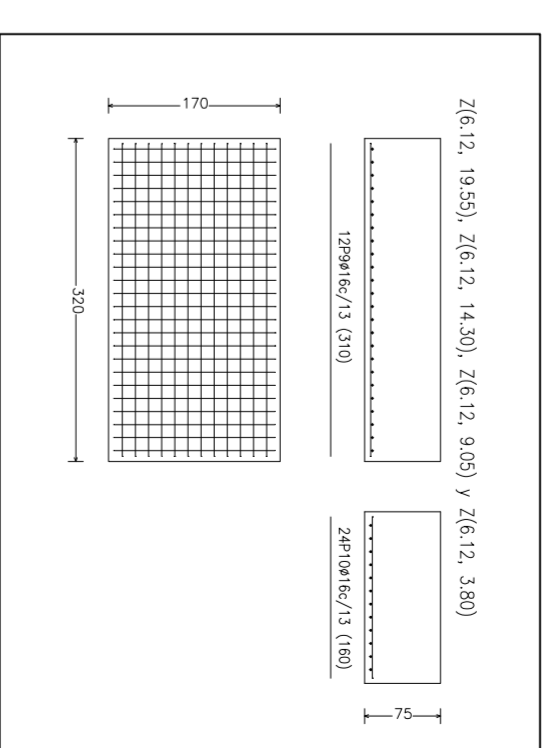 Z(6.12, 19.55), Z(6.12, 14.30), Z(6.12, 9.05) y Z(6.12, 3.80)
12P9Ø16c/13 (310)
24P10Ø16c/13 (160)
170
320
75